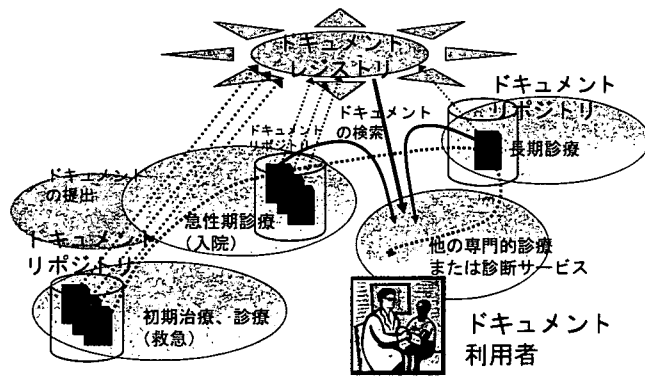 ドキュメント
レジストリ
ドキュメント
リポジトリ
ドキュメント
の検索
ドキュメント
リポジトリ
長期診療
ドキュメント
の提出
急性期診療
(入院)
ドキュメント
リポジトリ
他の専門的診療
または診断サービス
初期治療、診療
(救急)
ドキュメント
利用者